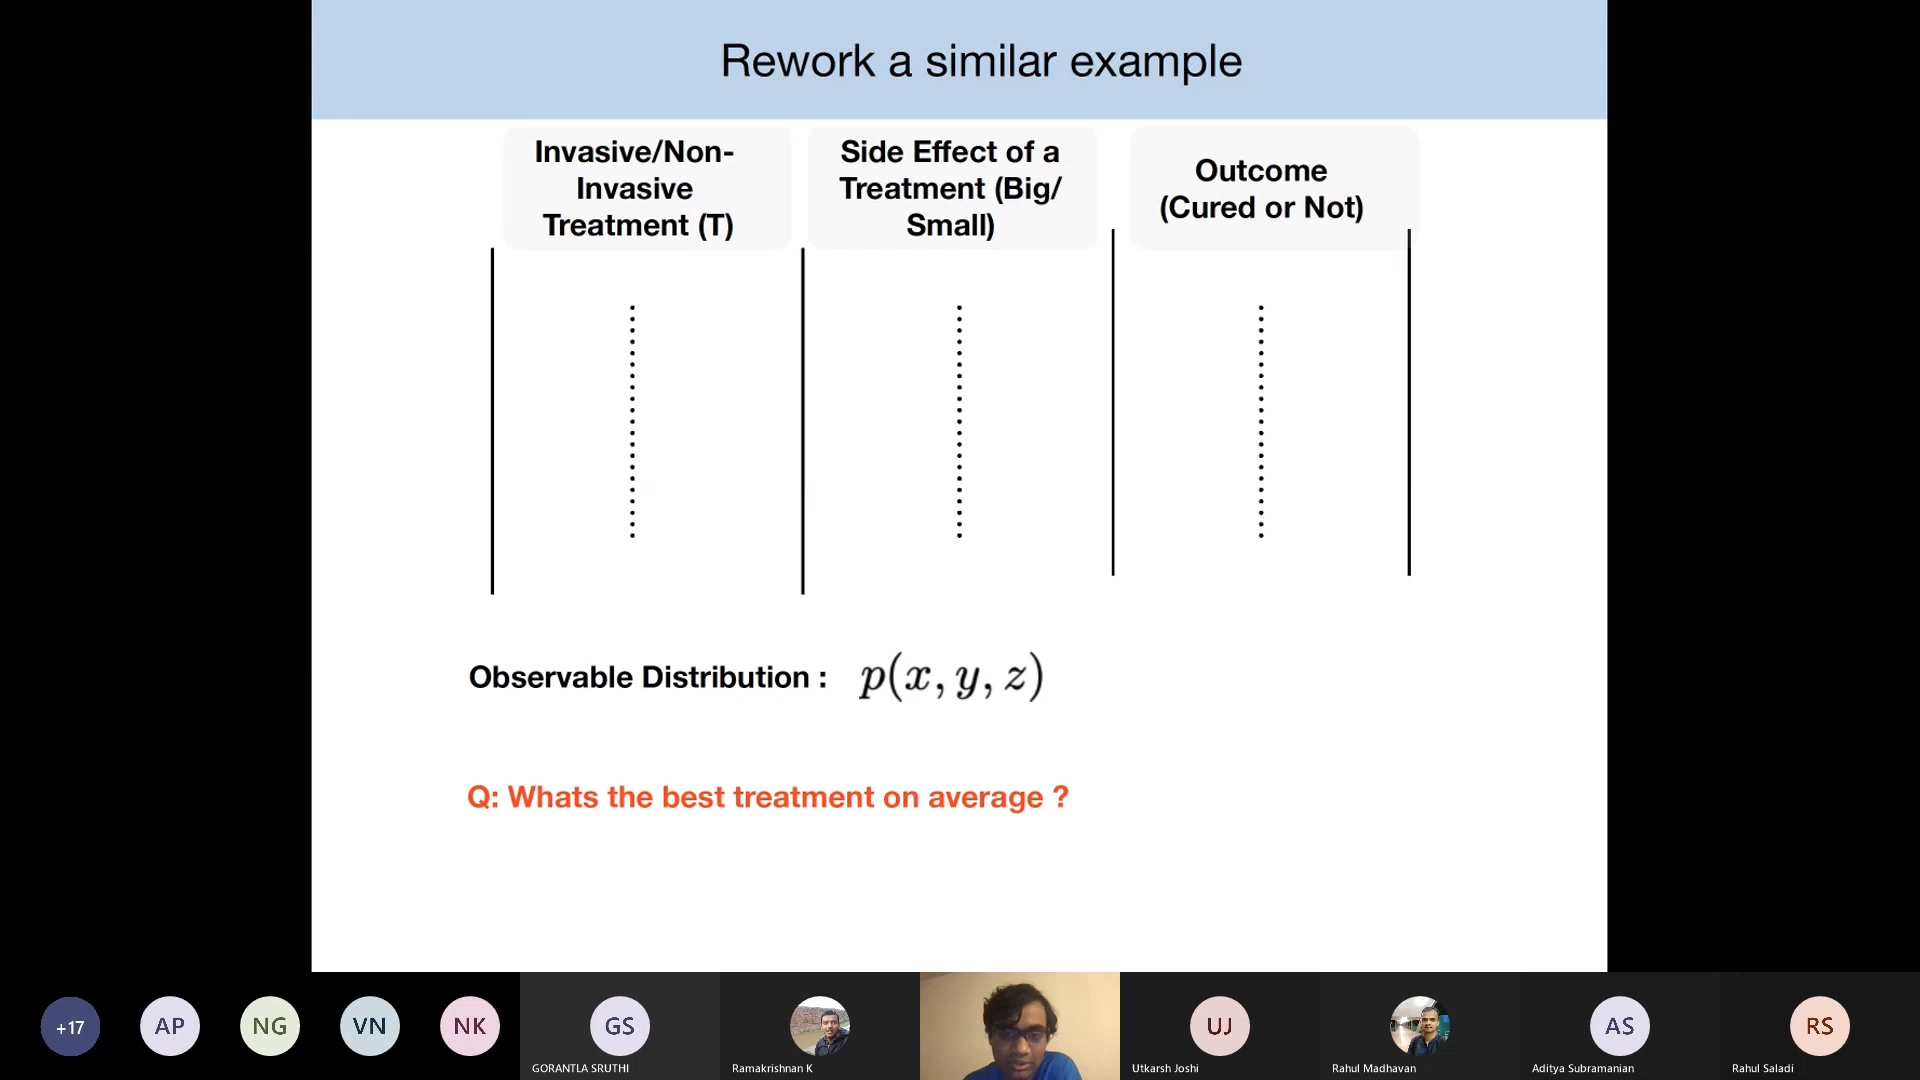 Rework a similar example
Invasive/Non-
Invasive
Treatment (T)
Side Effect of a
Treatment (Big/
Small)
Outcome
(Cured or Not)
Observable Distribution : p(x, y, z)
Q: Whats the best treatment on average ?
+17
AP
NG
VN
NK
GS
GORANTLA SRUTHI
Ramakrishnan K
UJ
Utkarsh Joshi
Rahul Madhavan
AS
Aditya Subramanian
RS
Rahul Saladi